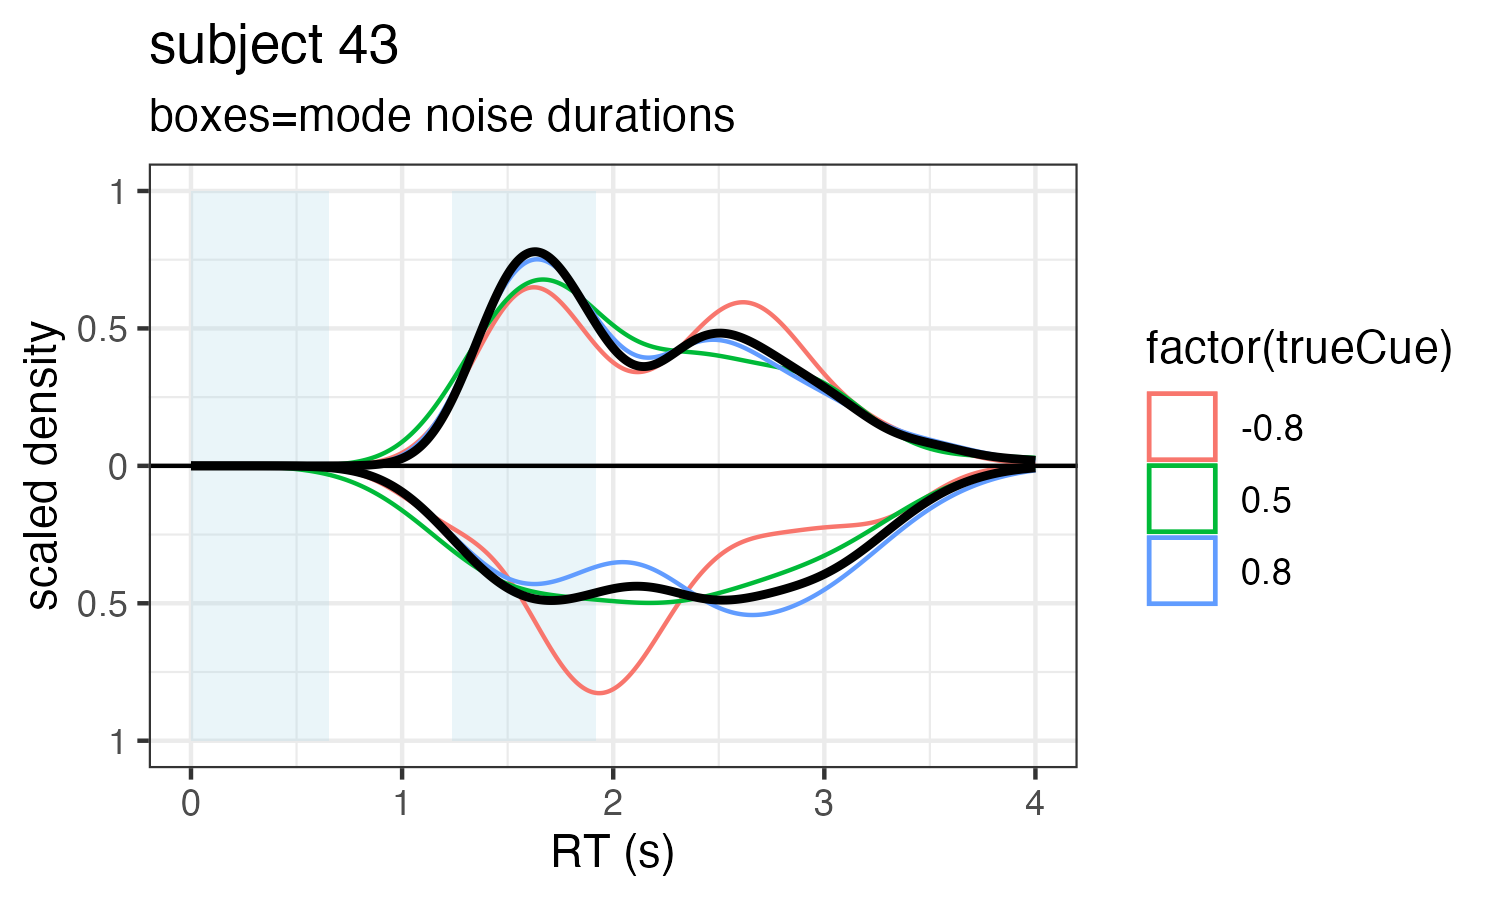 subject 43
boxes=mode noise durations
scaled density
1
0.5
0
0.5
1
0 1 2 3 4
RT (s)
factor(trueCue)
-0.8
0.5
0.8